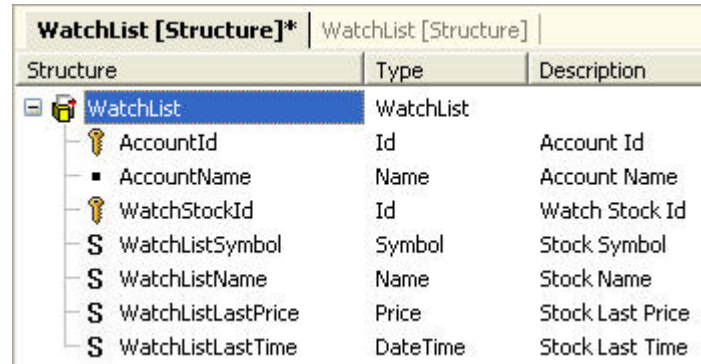 WatchList [Structure]* WatchList [Structure]
Structure Type Description
WatchList WatchList
AccountId Id Account Id
AccountName Name Account Name
WatchStockId Id Watch Stock Id
S WatchListSymbol Symbol Stock Symbol
S WatchListName Name Stock Name
S WatchListLastPrice Price Stock Last Price
S WatchListLastTime DateTime Stock Last Time